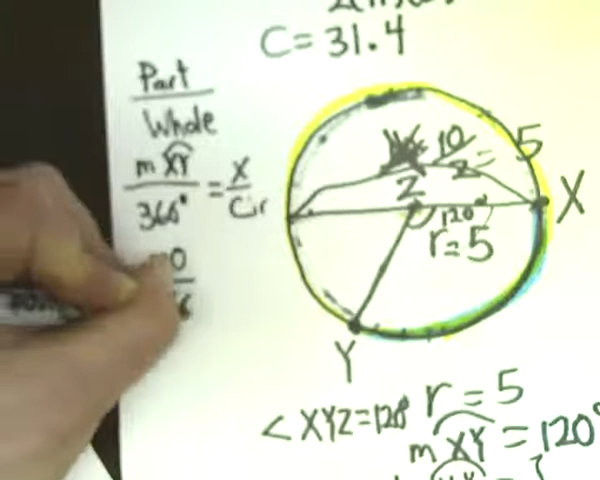 C = 31.4
Part
Whole
m XY
360°
= X
Cir
10
2 = 5
Z
120°
r = 5
X
Y
< XYZ = 120°
r = 5
m XY = 120°